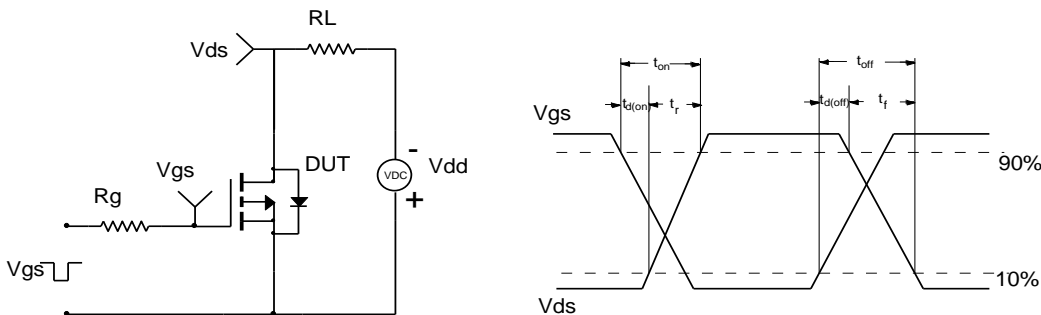 RL
Vds
Vgs
DUT
-
VDC
Vdd
+
Rg
Vgs
ton
toff
td(on)
tr
td(off)
tf
Vgs
90%
10%
Vds